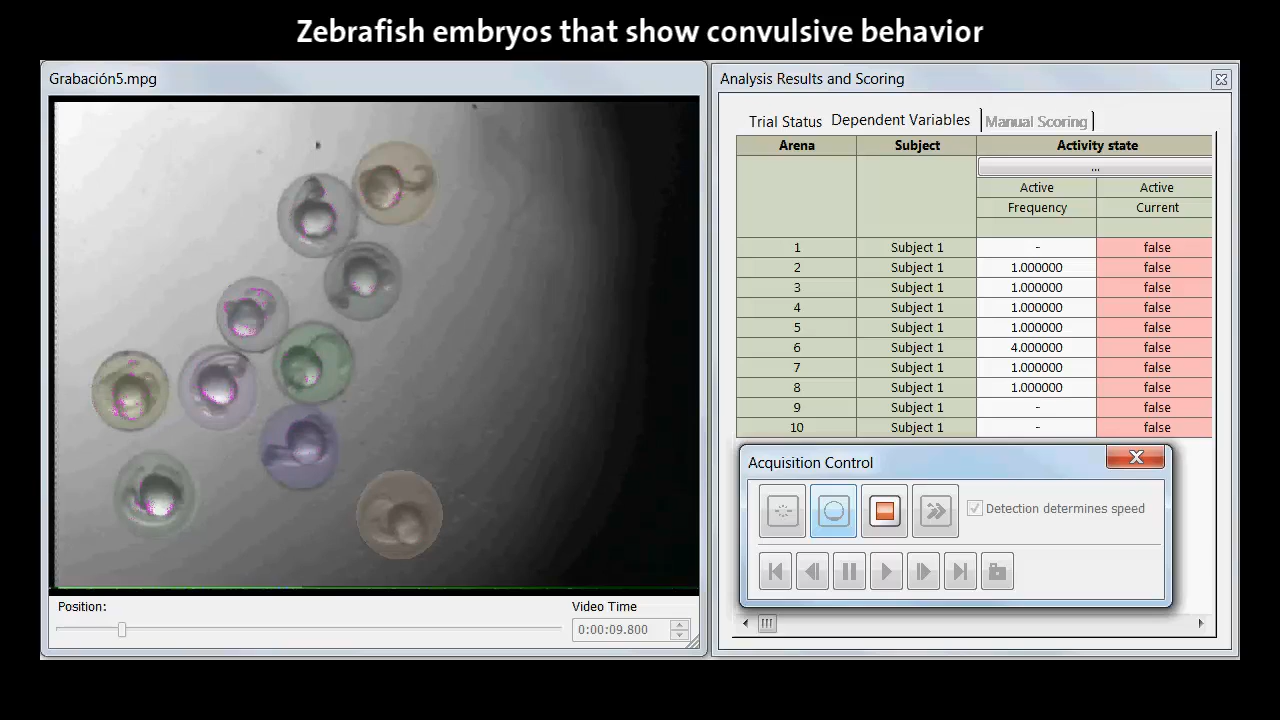 Zebrafish embryos that show convulsive behavior
Grabación5.mpg
Position:
Video Time
0:00:09.800
Analysis Results and Scoring
Trial Status Dependent Variables Manual Scoring
Arena Subject Activity state
...
Active Active
Frequency Current
1 Subject 1 - false
2 Subject 1 1.000000 false
3 Subject 1 1.000000 false
4 Subject 1 1.000000 false
5 Subject 1 1.000000 false
6 Subject 1 4.000000 false
7 Subject 1 1.000000 false
8 Subject 1 1.000000 false
9 Subject 1 - false
10 Subject 1 - false
Acquisition Control
Detection determines speed